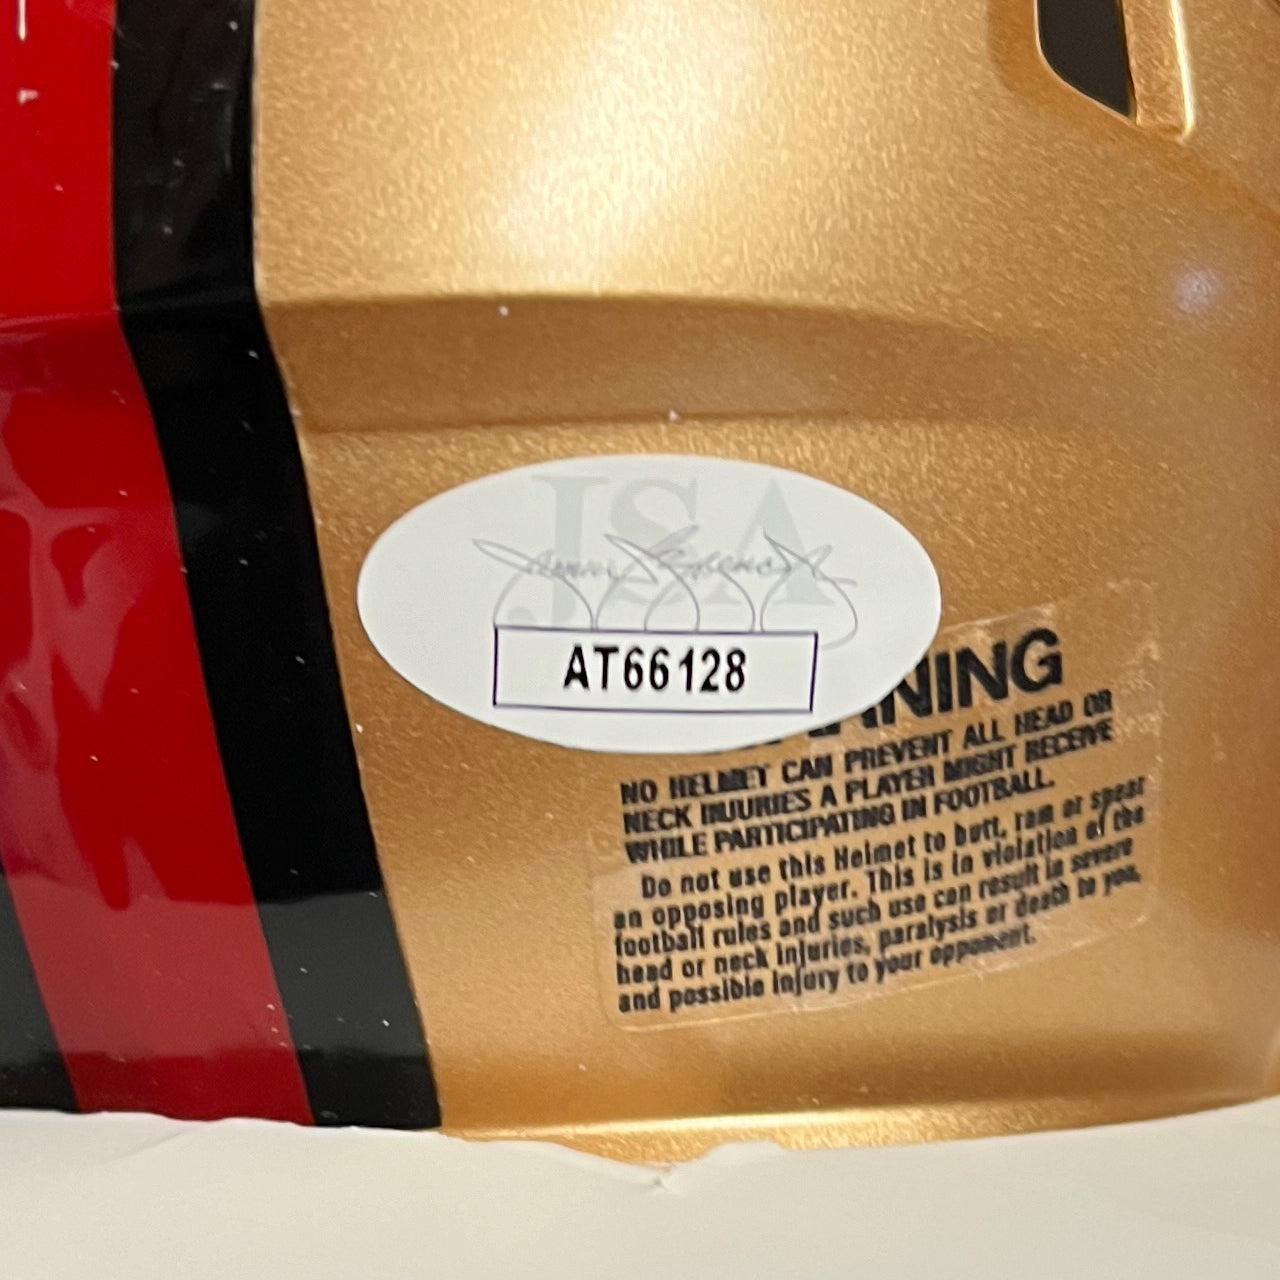 JSA
AT66128
NING
NO HELMET CAN PREVENT ALL HEAD OR
NECK INJURIES A PLAYER MIGHT RECEIVE
WHILE PARTICIPATING IN FOOTBALL.
Do not use this Helmet to butt, ram or spear
an opposing player. This is in violation of the
football rules and such use can result in severe
head or neck injuries, paralysis or death to you,
and possible injury to your opponent.